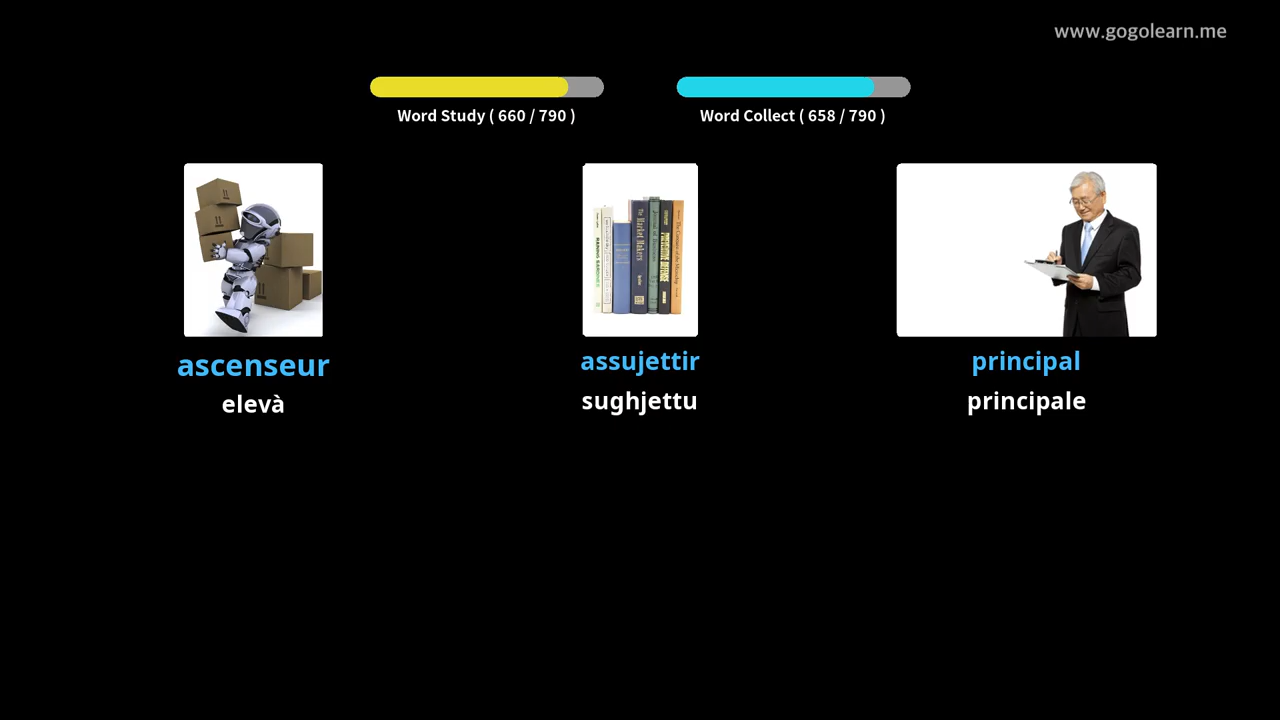 www.gogolearn.me
Word Study ( 660 / 790 )
Word Collect ( 658 / 790 )
ascenseur
elevà
assujettir
sughjettu
principal
principale